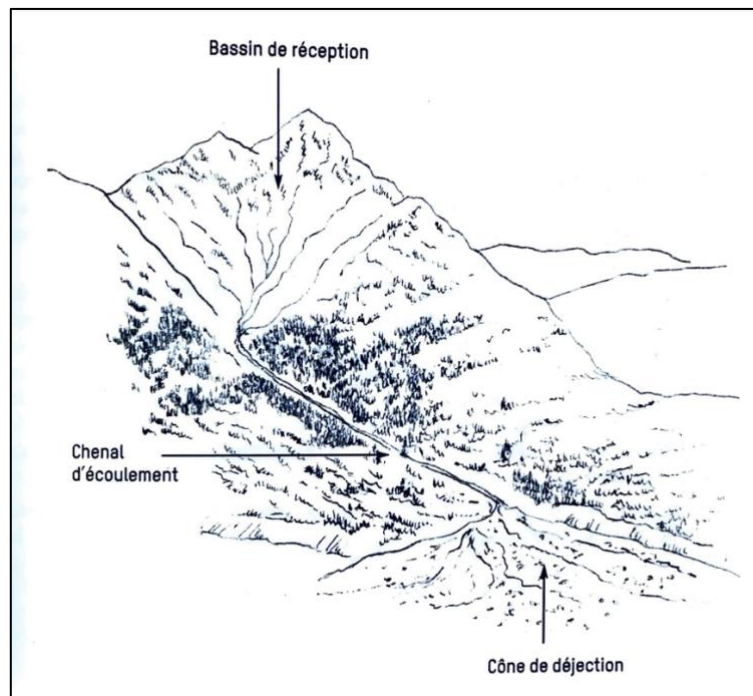 Bassin de réception
Chenal
d'écoulement
Cône de déjection